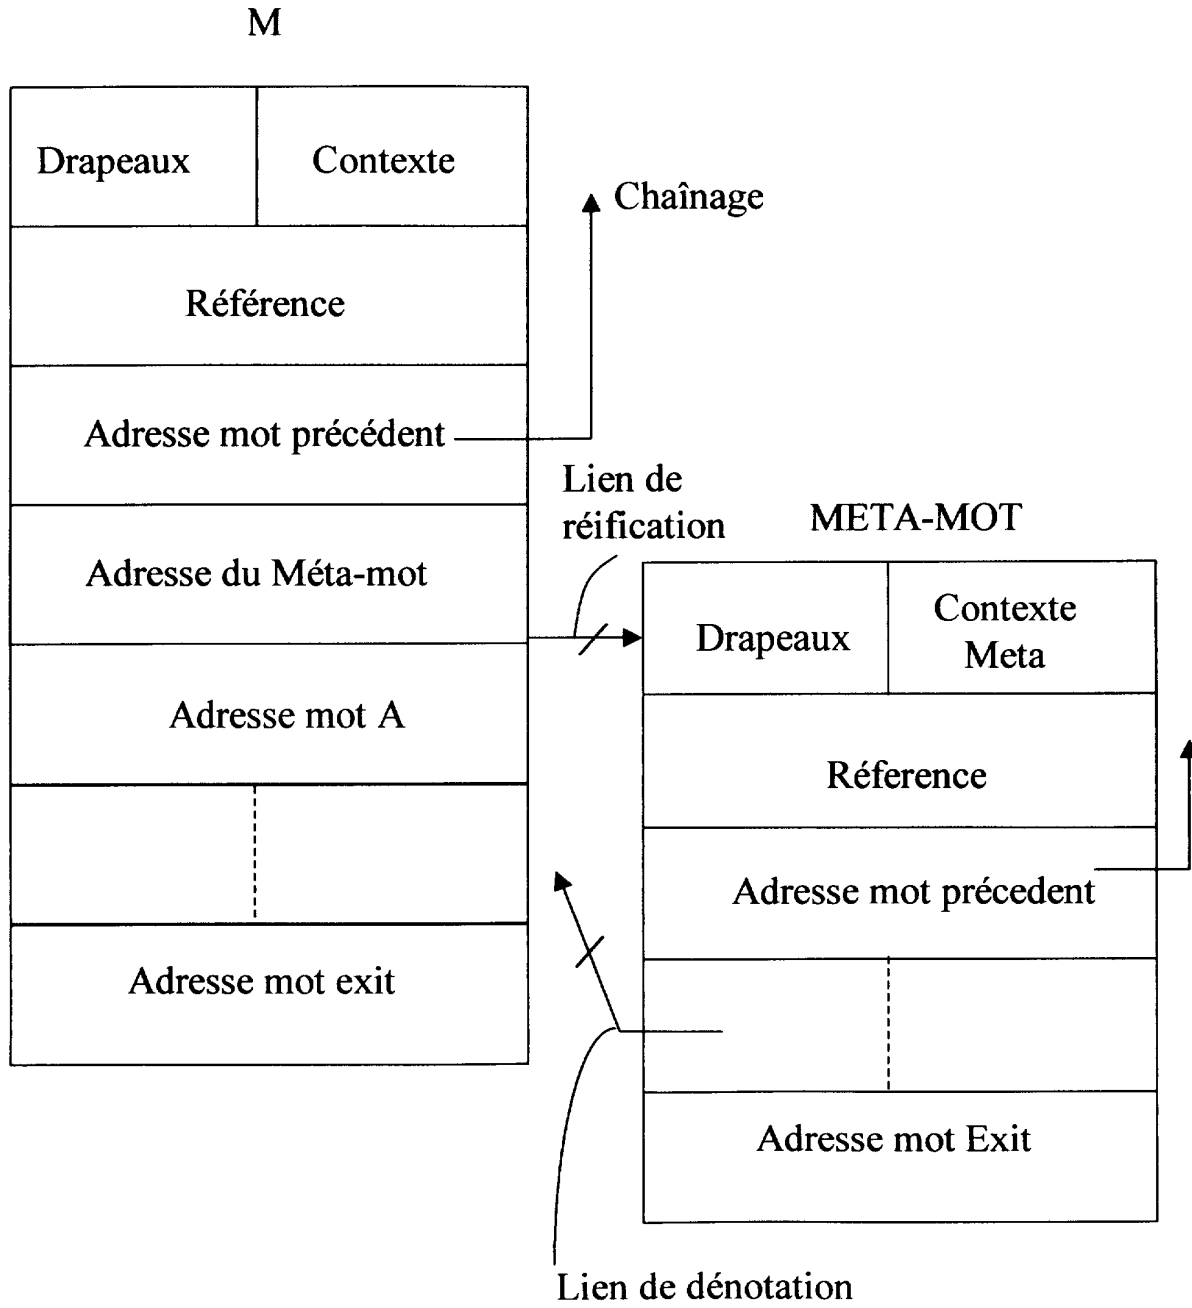 M
Drapeaux
Contexte
Chaînage
Référence
Adresse mot précédent
Lien de
réification
META-MOT
Adresse du Méta-mot
Drapeaux
Contexte
Meta
Adresse mot A
Réference
Adresse mot précedent
Adresse mot exit
Adresse mot Exit
Lien de dénotation